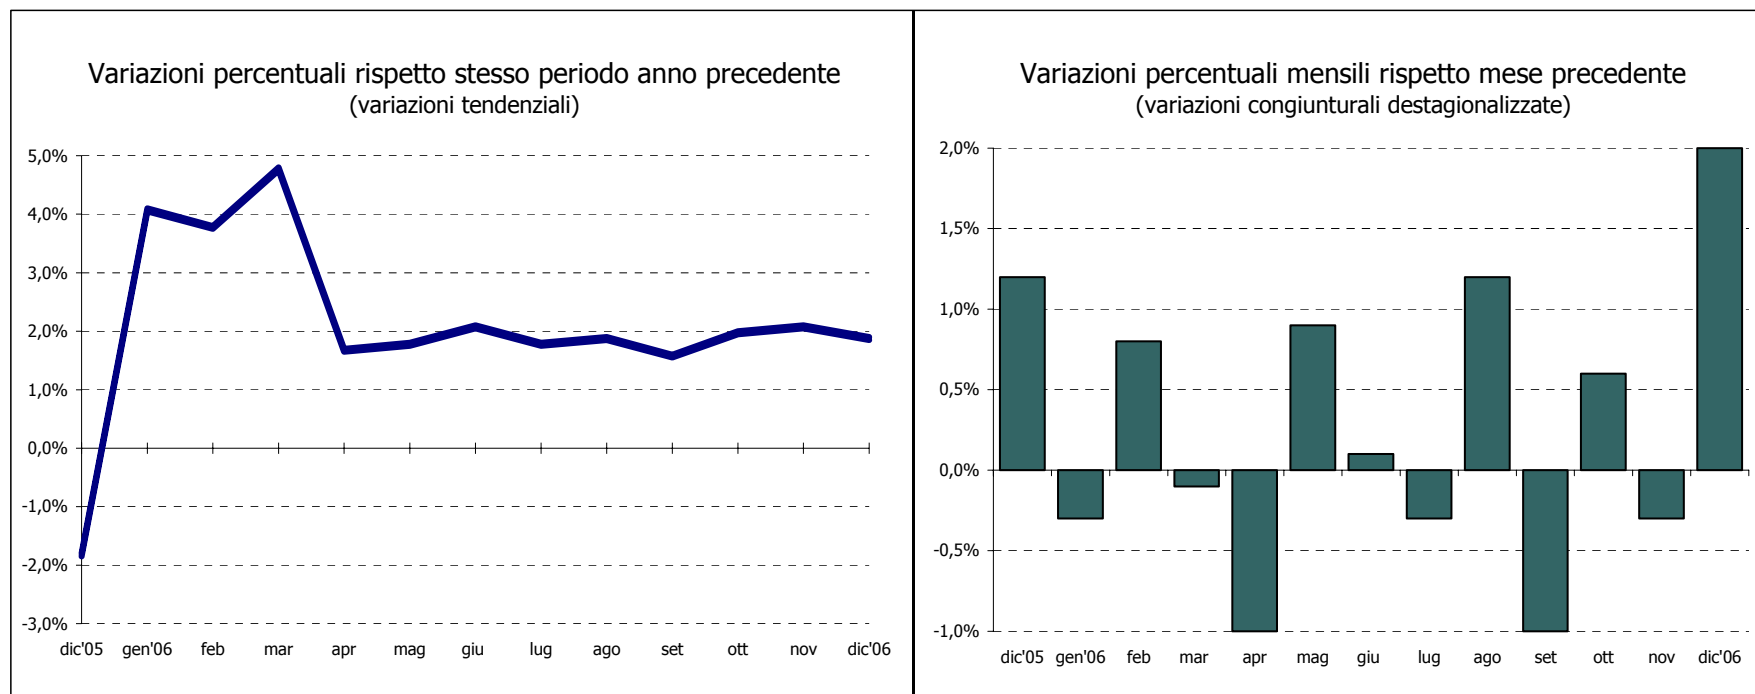 Variazioni percentuali rispetto stesso periodo anno precedente
(variazioni tendenziali)
5,0%
4,0%
3,0%
2,0%
1,0%
0,0%
-1,0%
-2,0%
-3,0%
dic'05 gen'06 feb mar apr mag giu lug ago set ott nov dic'06
Variazioni percentuali mensili rispetto mese precedente
(variazioni congiunturali destagionalizzate)
2,0%
1,5%
1,0%
0,5%
0,0%
-0,5%
-1,0%
dic'05 gen'06 feb mar apr mag giu lug ago set ott nov dic'06